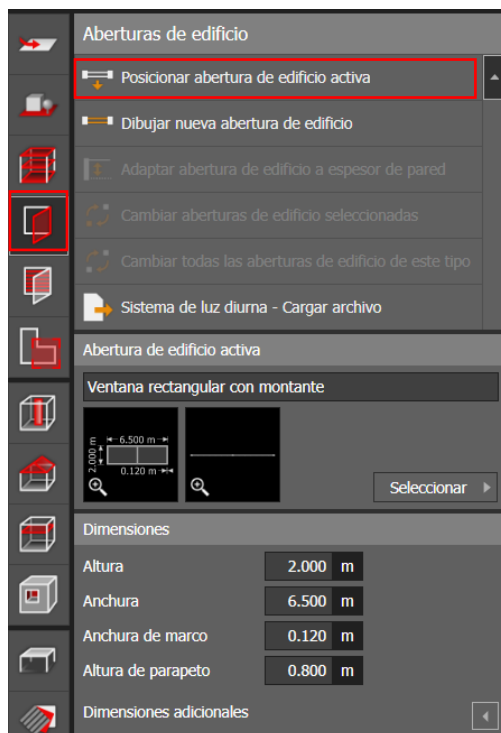 Aberturas de edificio
Posicionar abertura de edificio activa
Dibujar nueva abertura de edificio
Adaptar abertura de edificio a espesor de pared
Cambiar aberturas de edificio seleccionadas
Cambiar todas las aberturas de edificio de este tipo
Sistema de luz diurna - Cargar archivo
Abertura de edificio activa
Ventana rectangular con montante
6.500 m
2.000 m
0.120 m
Seleccionar
Dimensiones
Altura 2.000 m
Anchura 6.500 m
Anchura de marco 0.120 m
Altura de parapeto 0.800 m
Dimensiones adicionales